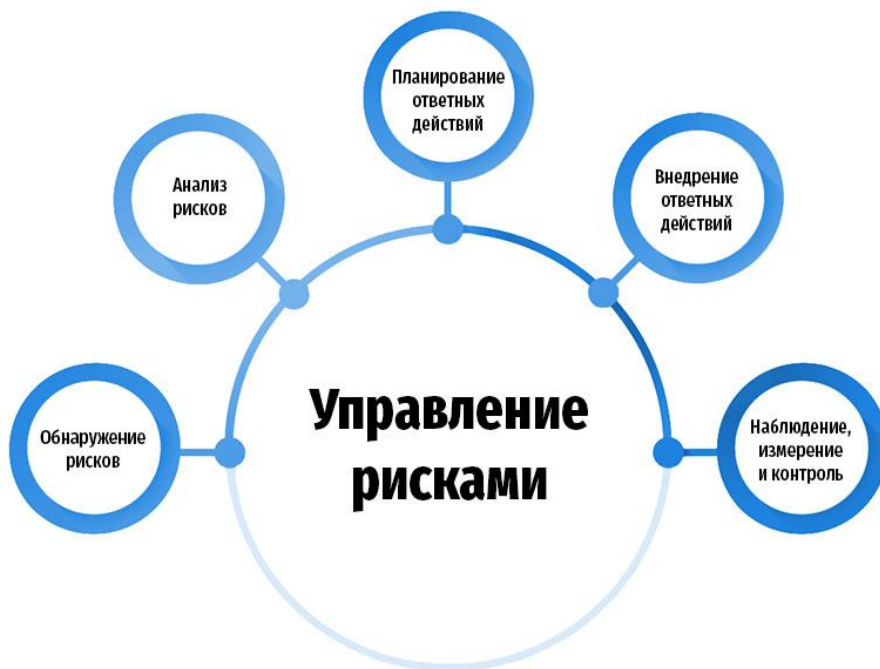 Планирование
ответных
действий
Анализ
рисков
Внедрение
ответных
действий
Обнаружение
рисков
Управление
рисками
Наблюдение,
измерение
и контроль